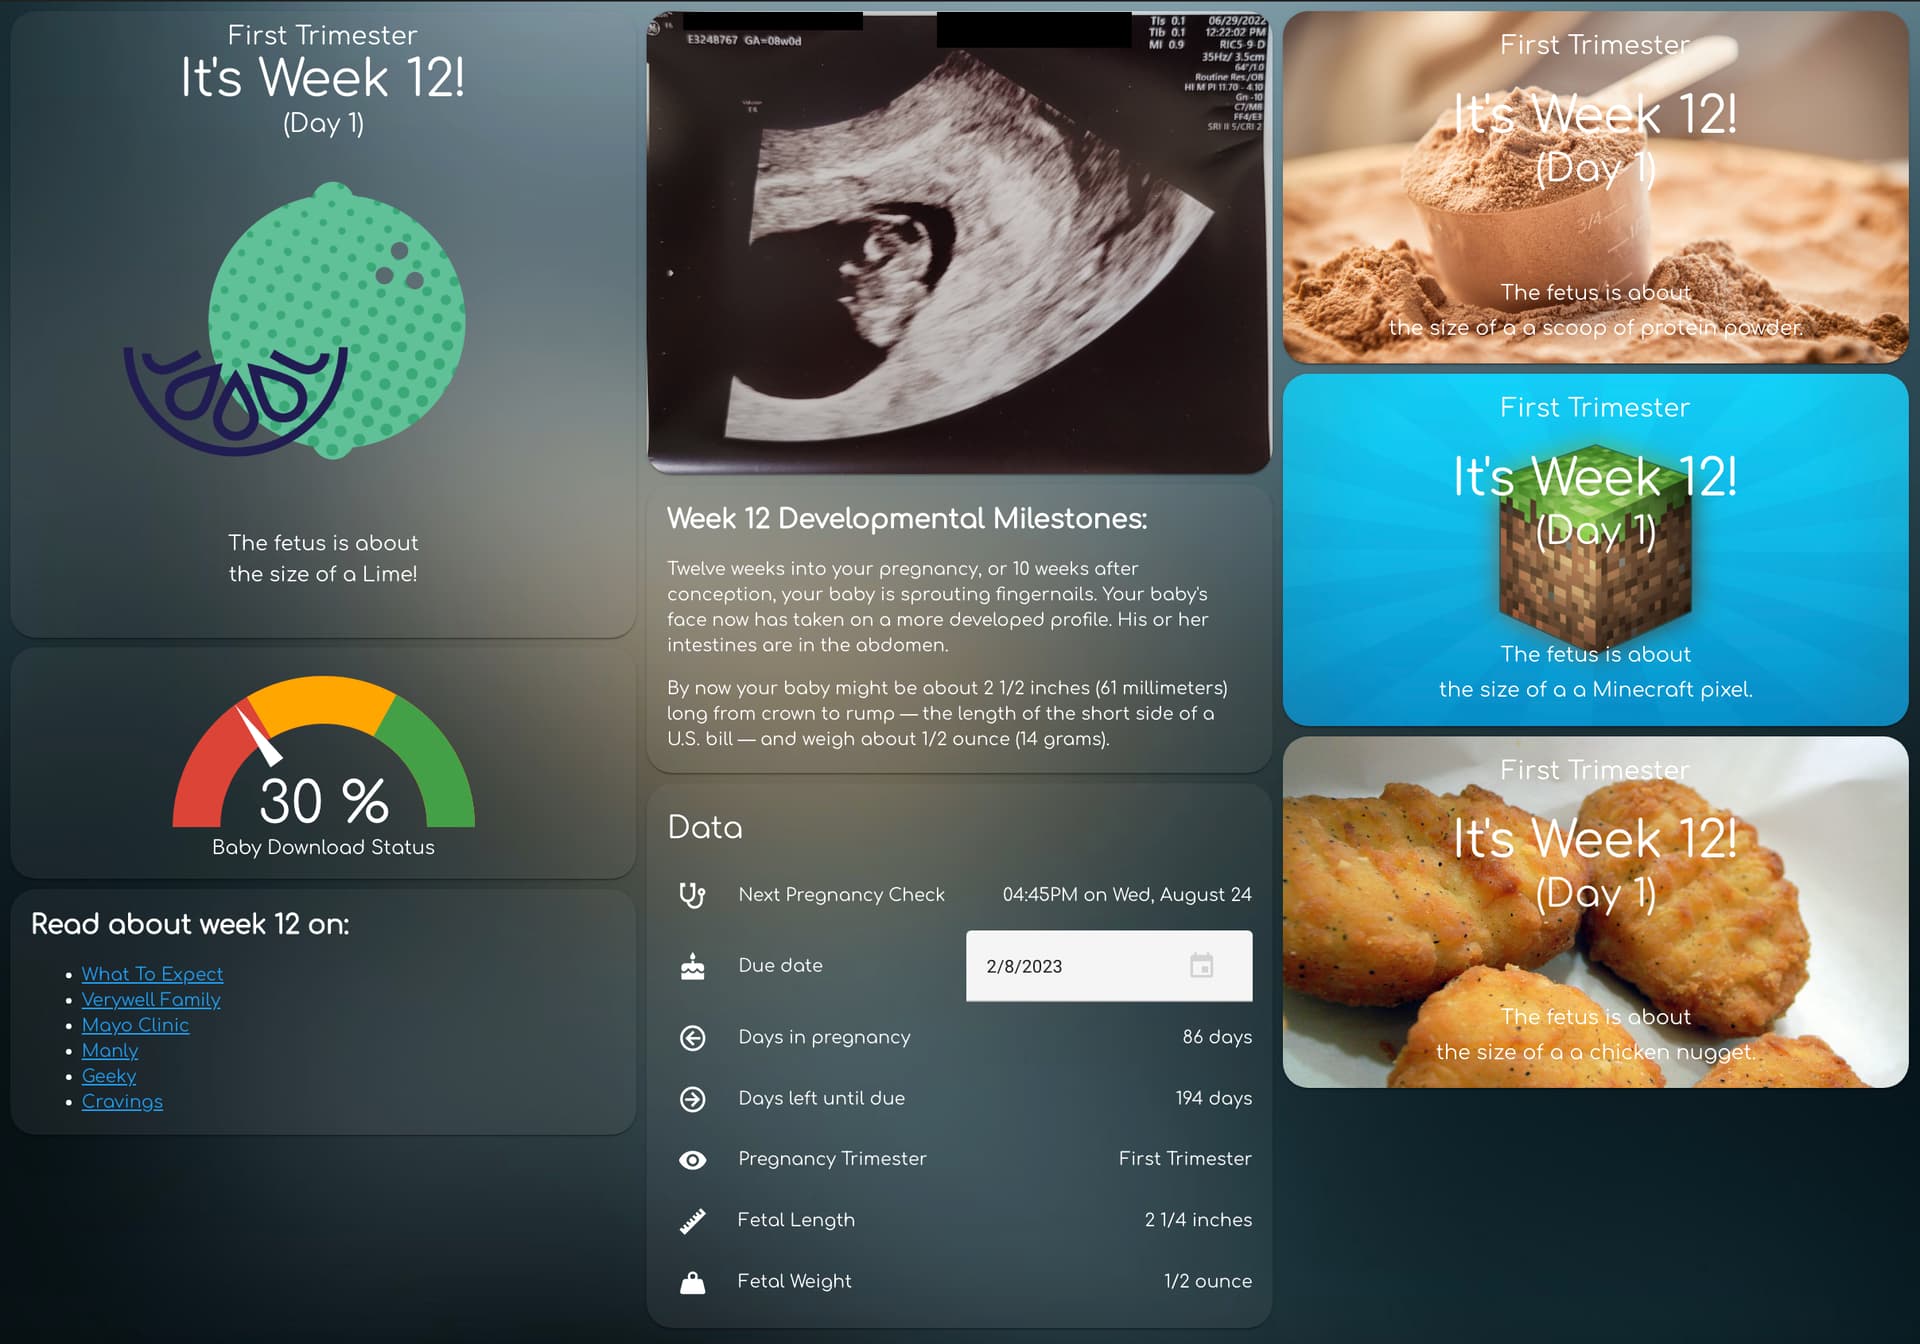 First Trimester
It's Week 12!
(Day 1)
The fetus is about
the size of a Lime!
30 %
Baby Download Status
Read about week 12 on:
What To Expect
Verywell Family
Mayo Clinic
Manly
Geeky
Cravings
E3248767 GA=08w0d
TIs 0.1 06/29/2022
TIb 0.1 12:22:02 PM
MI 0.9 RIC5-9-D
35Hz/ 3.5cm
64°/1.0
Routine Res./OB
HI M PI 11.70 - 4.10
Gn -10
C7/M8
FF4/E3
SRI II 5/CRI 2
Week 12 Developmental Milestones:
Twelve weeks into your pregnancy, or 10 weeks after
conception, your baby is sprouting fingernails. Your baby's
face now has taken on a more developed profile. His or her
intestines are in the abdomen.
By now your baby might be about 2 1/2 inches (61 millimeters)
long from crown to rump — the length of the short side of a
U.S. bill — and weigh about 1/2 ounce (14 grams).
Data
Next Pregnancy Check 04:45PM on Wed, August 24
Due date 2/8/2023
Days in pregnancy 86 days
Days left until due 194 days
Pregnancy Trimester First Trimester
Fetal Length 2 1/4 inches
Fetal Weight 1/2 ounce
First Trimester
It's Week 12!
(Day 1)
3/4
The fetus is about
the size of a a scoop of protein powder.
First Trimester
It's Week 12!
(Day 1)
The fetus is about
the size of a a Minecraft pixel.
First Trimester
It's Week 12!
(Day 1)
The fetus is about
the size of a a chicken nugget.